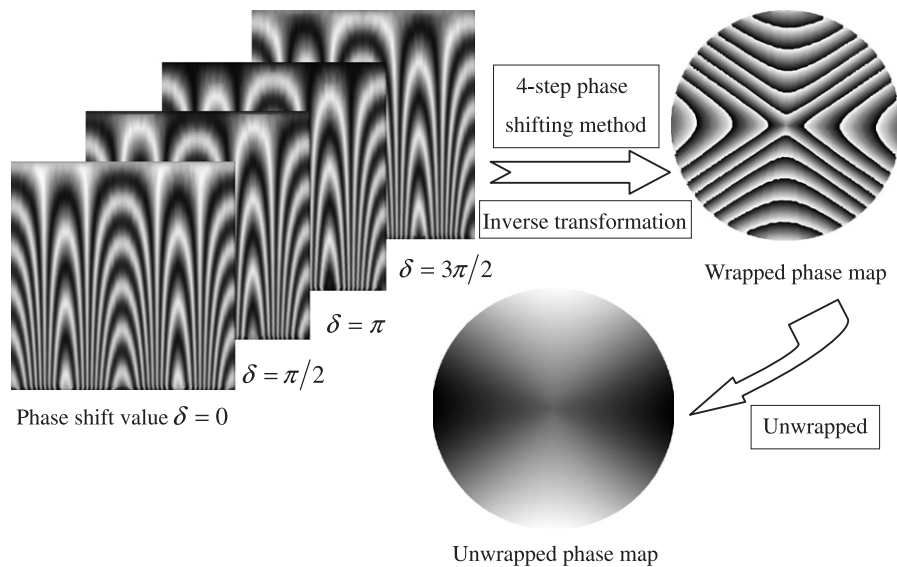 4-step phase
shifting method
Inverse transformation
δ = 3π/2
δ = π
δ = π/2
Phase shift value δ = 0
Wrapped phase map
Unwrapped
Unwrapped phase map